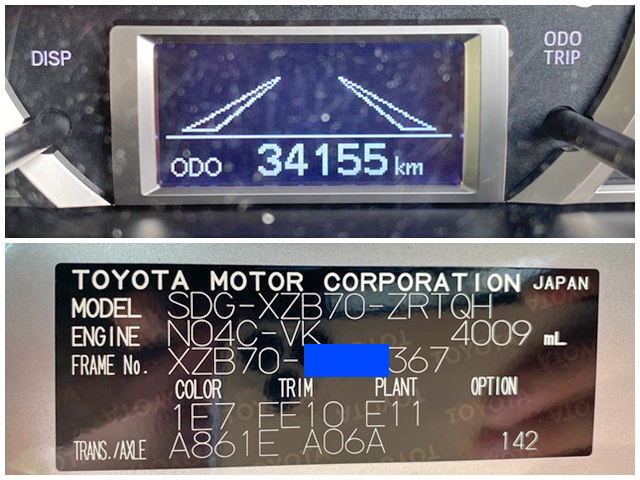 DISP
ODO
TRIP
ODO 34155 km
TOYOTA MOTOR CORPORATION JAPAN
MODEL SDG-XZB70-ZRTQH
ENGINE N04C-VK 4009 mL
FRAME No. XZB70- 367
COLOR TRIM PLANT OPTION
1E7 FE10 E11
TRANS./AXLE A861E A06A 142